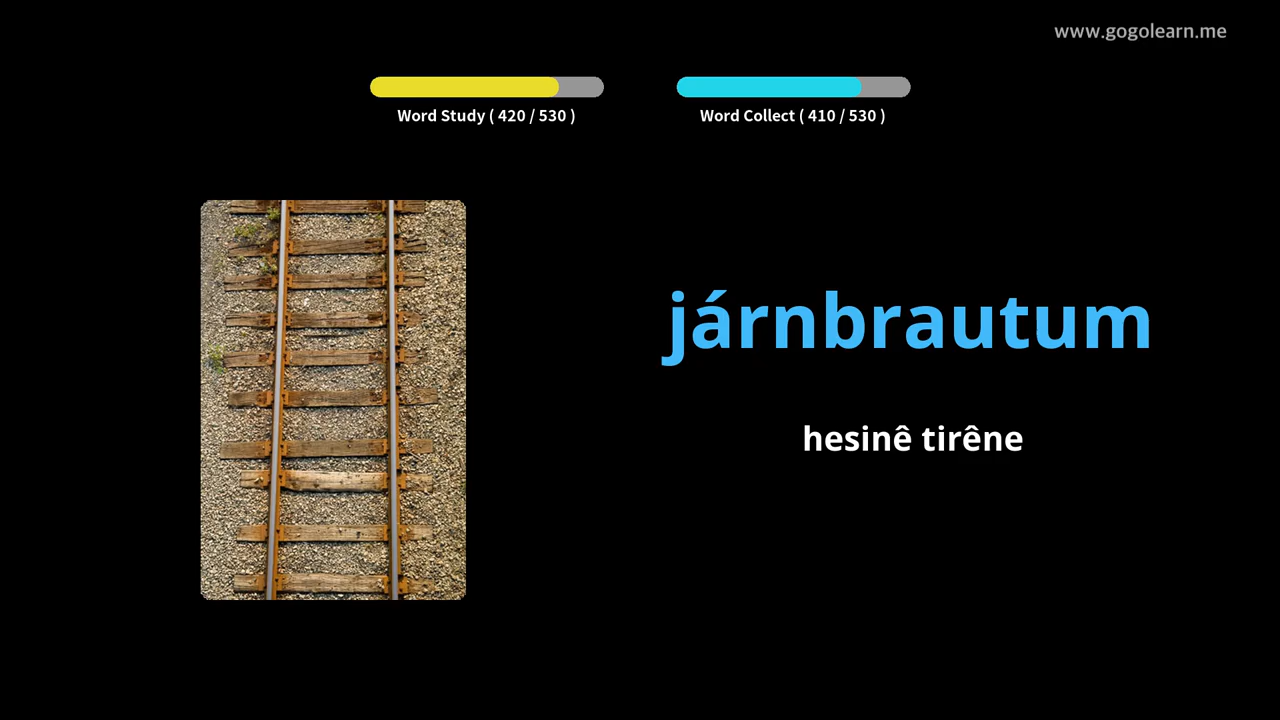 www.gogolearn.me
Word Study ( 420 / 530 )
Word Collect ( 410 / 530 )
járnbrautum
hesinê tirêne